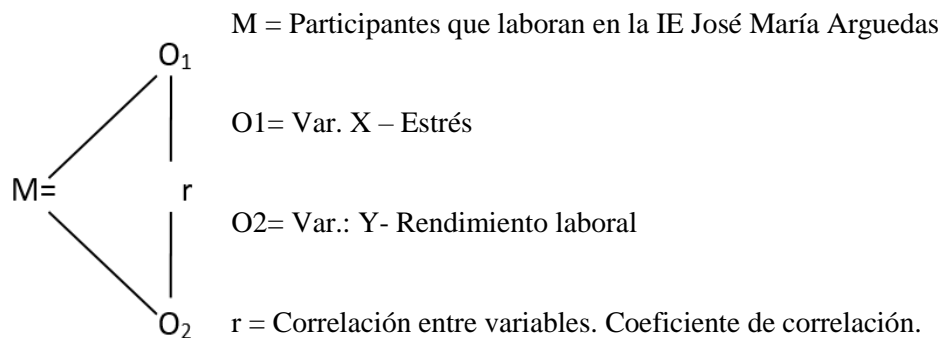 M = Participantes que laboran en la IE José María Arguedas
O1
O1= Var. X – Estrés
M=
r
O2= Var.: Y- Rendimiento laboral
O2
r = Correlación entre variables. Coeficiente de correlación.